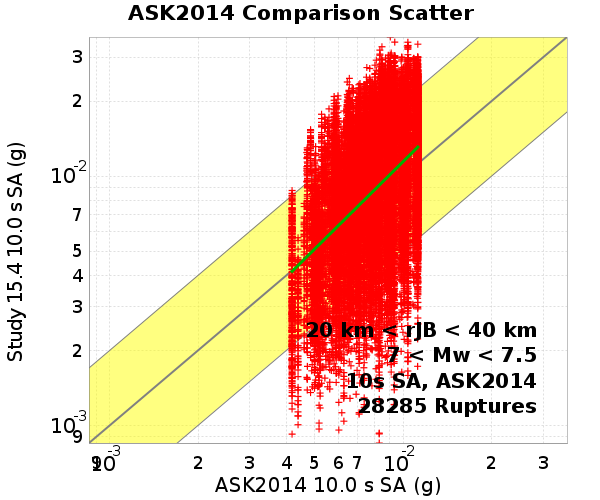 ASK2014 Comparison Scatter
Study 15.4 10.0 s SA (g)
3
2
10-2
7
5
4
3
2
10-3
9
20 km < rJB < 40 km
7 < Mw < 7.5
10s SA, ASK2014
28285 Ruptures
9 10-3 2 3 4 5 6 7 10-2 2 3
ASK2014 10.0 s SA (g)